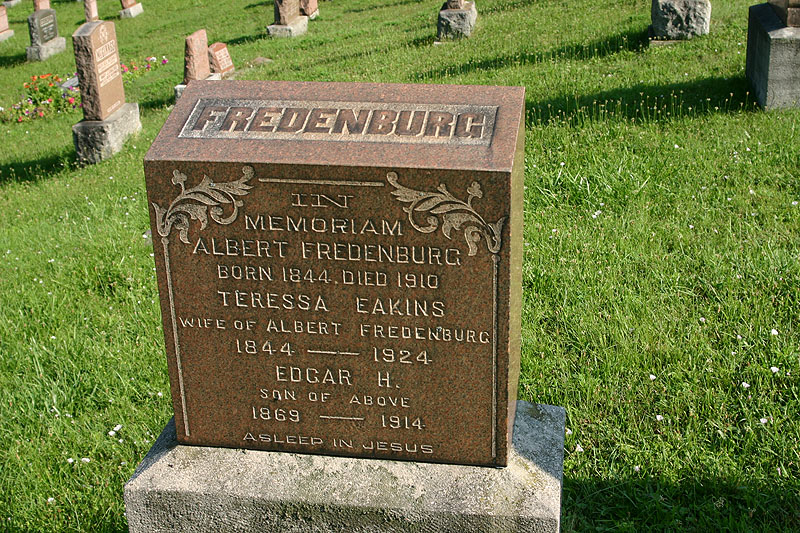 FREDENBURG
IN
MEMORIAM
ALBERT FREDENBURG
BORN 1844. DIED 1910
TERESSA EAKINS
WIFE OF ALBERT FREDENBURG
1844 — 1924
EDGAR H.
SON OF ABOVE
1869 — 1914
ASLEEP IN JESUS